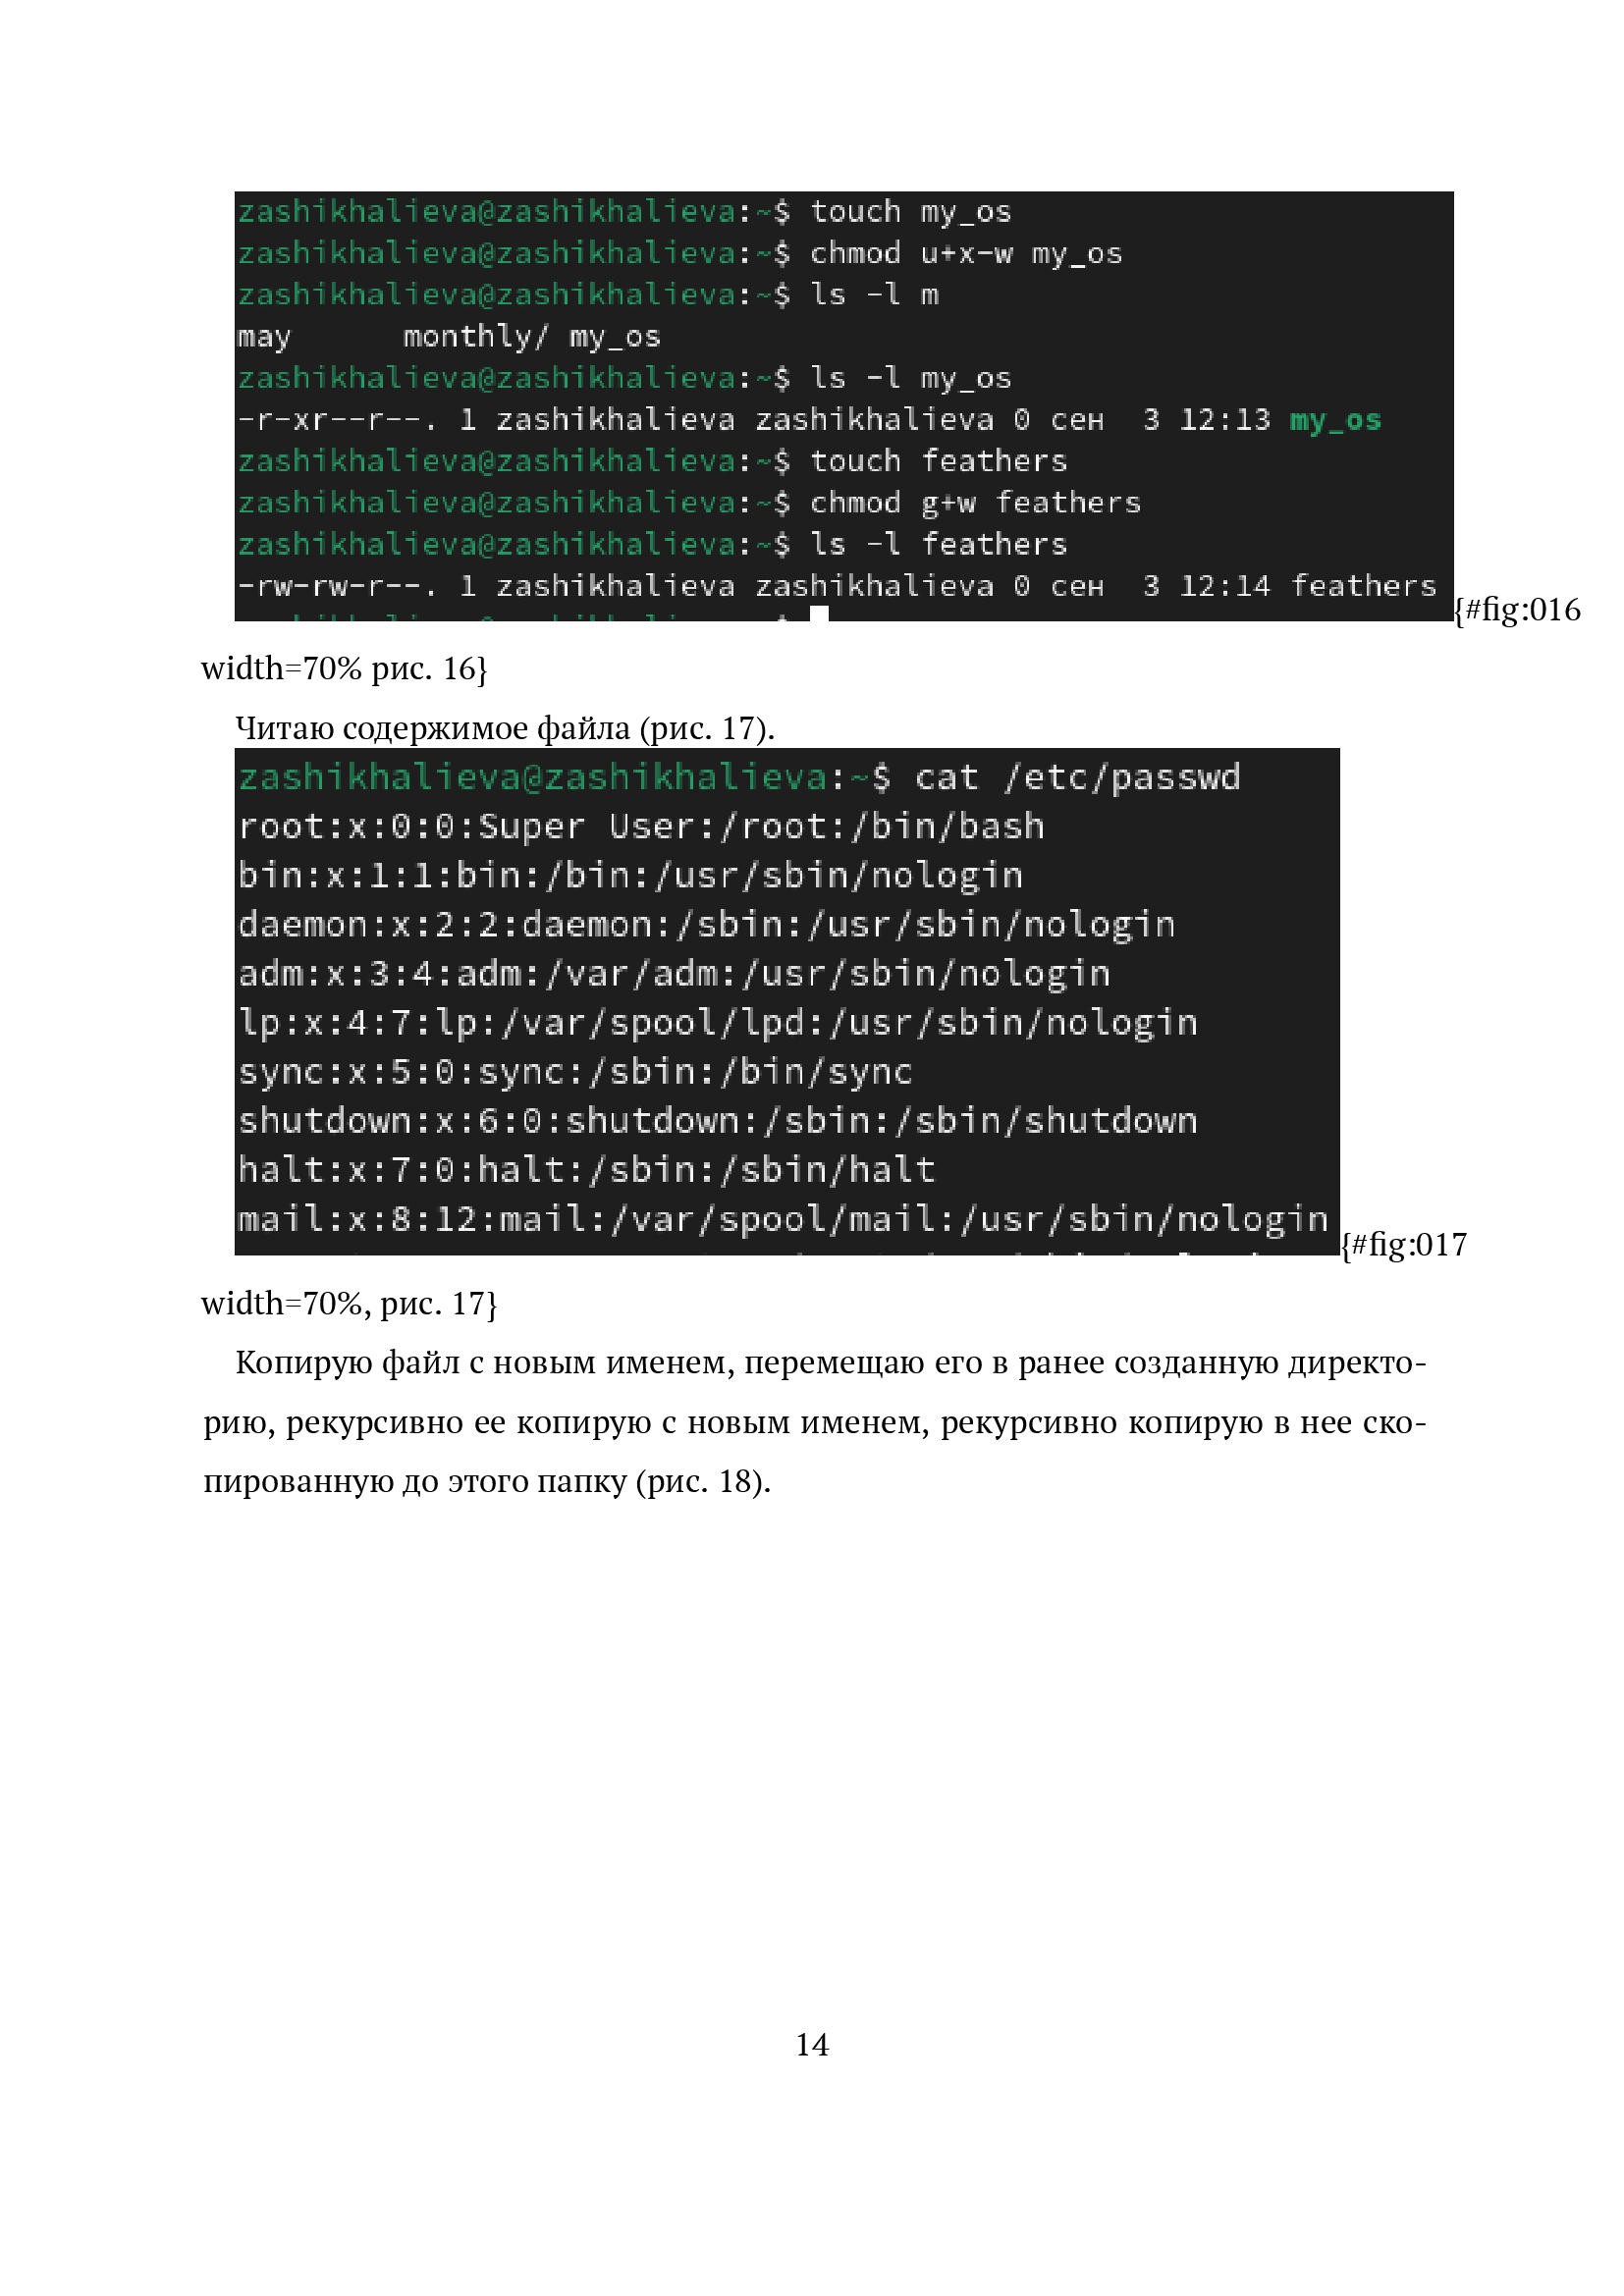 zashikhalieva@zashikhalieva:~$ touch my_os
zashikhalieva@zashikhalieva:~$ chmod u+x-w my_os
zashikhalieva@zashikhalieva:~$ ls -l m
may      monthly/ my_os
zashikhalieva@zashikhalieva:~$ ls -l my_os
-r-xr--r--. 1 zashikhalieva zashikhalieva 0 сен  3 12:13 my_os
zashikhalieva@zashikhalieva:~$ touch feathers
zashikhalieva@zashikhalieva:~$ chmod g+w feathers
zashikhalieva@zashikhalieva:~$ ls -l feathers
-rw-rw-r--. 1 zashikhalieva zashikhalieva 0 сен  3 12:14 feathers
{#fig:016
width=70% рис. 16}
Читаю содержимое файла (рис. 17).
zashikhalieva@zashikhalieva:~$ cat /etc/passwd
root:x:0:0:Super User:/root:/bin/bash
bin:x:1:1:bin:/bin:/usr/sbin/nologin
daemon:x:2:2:daemon:/sbin:/usr/sbin/nologin
adm:x:3:4:adm:/var/adm:/usr/sbin/nologin
lp:x:4:7:lp:/var/spool/lpd:/usr/sbin/nologin
sync:x:5:0:sync:/sbin:/bin/sync
shutdown:x:6:0:shutdown:/sbin:/sbin/shutdown
halt:x:7:0:halt:/sbin:/sbin/halt
mail:x:8:12:mail:/var/spool/mail:/usr/sbin/nologin
{#fig:017
width=70%, рис. 17}
Копирую файл с новым именем, перемещаю его в ранее созданную директо-
рию, рекурсивно ее копирую с новым именем, рекурсивно копирую в нее ско-
пированную до этого папку (рис. 18).
14